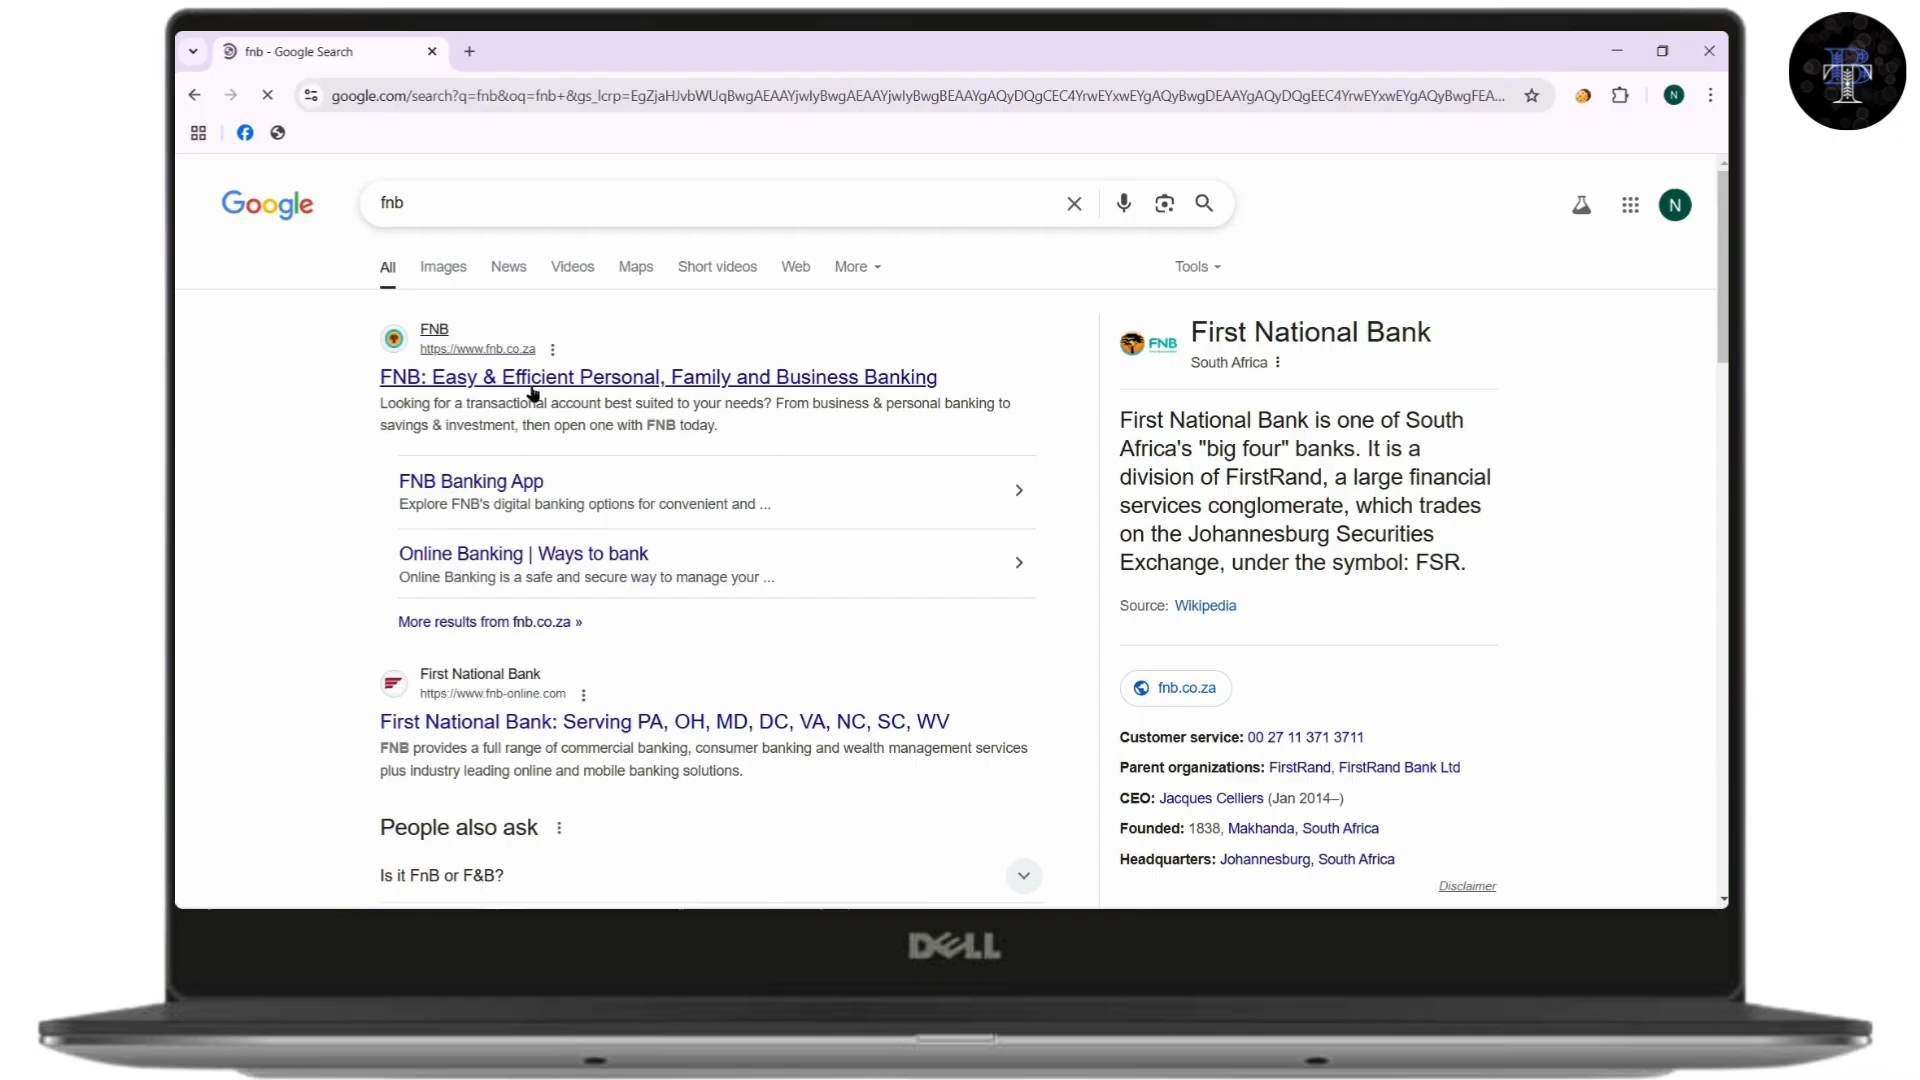 fnb - Google Search
google.com/search?q=fnb&oq=fnb+&gs_lcrp=EgZjaHJvbWUqBwgAEAAYjwIyBwgAEAAYjwIyBwgBEAAYgAQyDQgCEC4YrwEYxwEYgAQyBwgDEAAYgAQyDQgEEC4YrwEYxwEYgAQyBwgFEA...
N
Google
fnb
N
All Images News Videos Maps Short videos Web More Tools
FNB
https://www.fnb.co.za
FNB: Easy & Efficient Personal, Family and Business Banking
Looking for a transactional account best suited to your needs? From business & personal banking to
savings & investment, then open one with FNB today.
FNB Banking App
Explore FNB's digital banking options for convenient and ...
Online Banking | Ways to bank
Online Banking is a safe and secure way to manage your ...
More results from fnb.co.za »
First National Bank
https://www.fnb-online.com
First National Bank: Serving PA, OH, MD, DC, VA, NC, SC, WV
FNB provides a full range of commercial banking, consumer banking and wealth management services
plus industry leading online and mobile banking solutions.
People also ask
Is it FnB or F&B?
FNB
First National Bank
South Africa
First National Bank is one of South
Africa's "big four" banks. It is a
division of FirstRand, a large financial
services conglomerate, which trades
on the Johannesburg Securities
Exchange, under the symbol: FSR.
Source: Wikipedia
fnb.co.za
Customer service: 00 27 11 371 3711
Parent organizations: FirstRand, FirstRand Bank Ltd
CEO: Jacques Celliers (Jan 2014–)
Founded: 1838, Makhanda, South Africa
Headquarters: Johannesburg, South Africa
Disclaimer
DELL